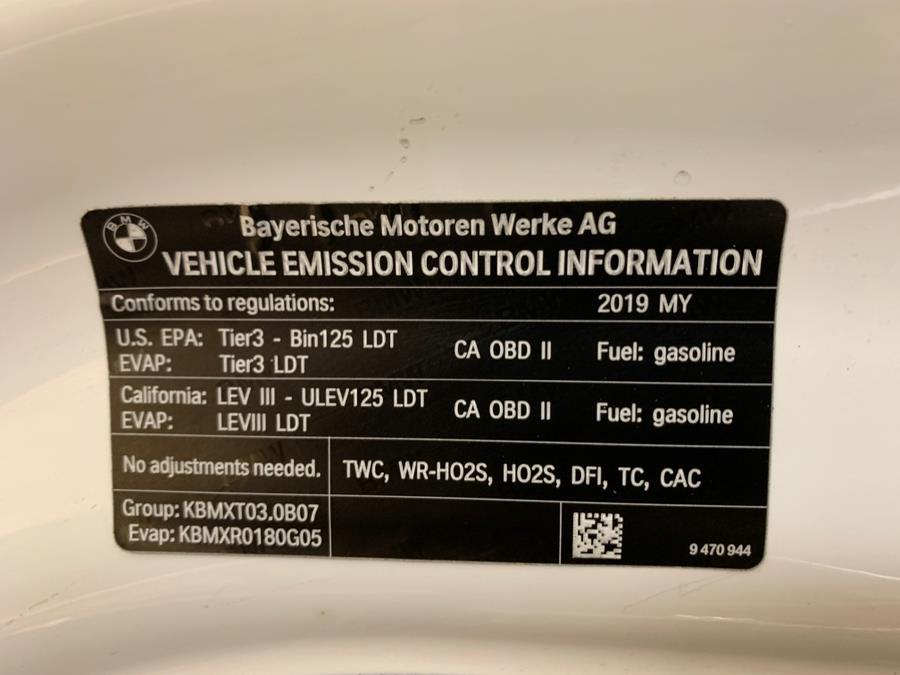 BMW
Bayerische Motoren Werke AG
VEHICLE EMISSION CONTROL INFORMATION
Conforms to regulations: 2019 MY
U.S. EPA: Tier3 - Bin125 LDT
EVAP: Tier3 LDT
CA OBD II Fuel: gasoline
California: LEV III - ULEV125 LDT
EVAP: LEVIII LDT
CA OBD II Fuel: gasoline
No adjustments needed. TWC, WR-HO2S, HO2S, DFI, TC, CAC
Group: KBMXT03.0B07
Evap: KBMXR0180G05
9 470 944